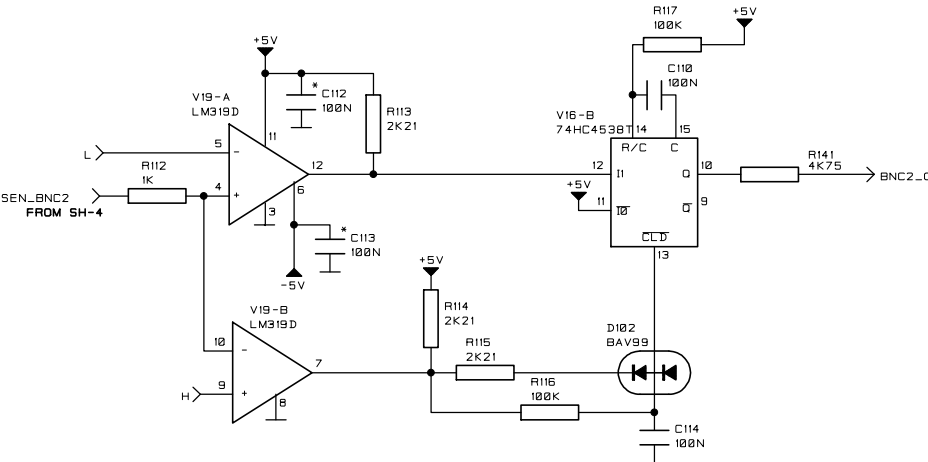 R117
100K
+5V
+5V
C110
100N
*
C112
100N
V19-A
LM319D
R113
2K21
V16-B
74HC4538T
14
15
11
R/C
C
5
-
12
12
I1
Q
10
R141
4K75
L
R112
1K
4
+
6
+5V
11
I0
Q
9
BNC2_
SEN_BNC2
FROM SH-4
3
*
C113
100N
CLD
13
-5V
+5V
V19-B
LM319D
R114
2K21
D102
BAV99
10
-
7
R115
2K21
9
+
H
8
R116
100K
C114
100N